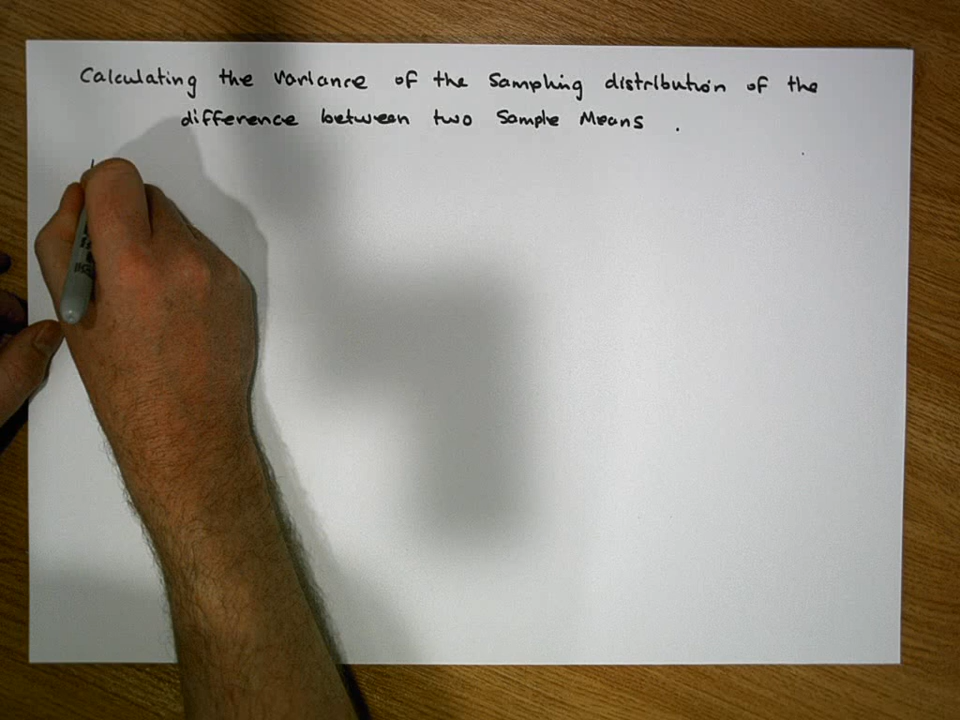 Calculating the variance of the sampling distribution of the
difference between two sample Means .